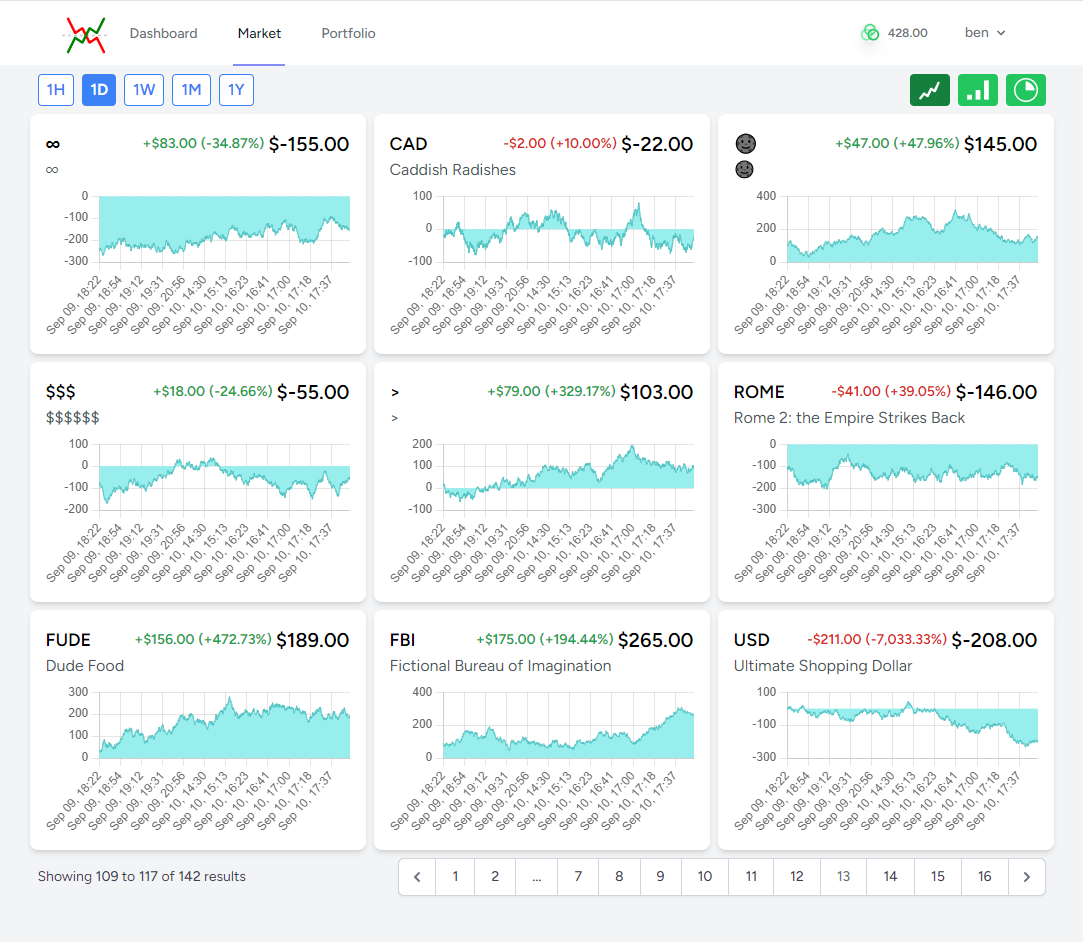 Dashboard Market Portfolio 428.00 ben
1H 1D 1W 1M 1Y
∞ +$83.00 (-34.87%) $-155.00
∞
0
-100
-200
-300
Sep 09, 18:22 Sep 09, 18:54 Sep 09, 19:12 Sep 09, 19:31 Sep 09, 20:56 Sep 10, 14:30 Sep 10, 15:13 Sep 10, 16:23 Sep 10, 16:41 Sep 10, 17:00 Sep 10, 17:18 Sep 10, 17:37
CAD -$2.00 (+10.00%) $-22.00
Caddish Radishes
100
0
-100
Sep 09, 18:22 Sep 09, 18:54 Sep 09, 19:12 Sep 09, 19:31 Sep 09, 20:56 Sep 10, 14:30 Sep 10, 15:13 Sep 10, 16:23 Sep 10, 16:41 Sep 10, 17:00 Sep 10, 17:18 Sep 10, 17:37
☻ +$47.00 (+47.96%) $145.00
☻
400
200
0
Sep 09, 18:22 Sep 09, 18:54 Sep 09, 19:12 Sep 09, 19:31 Sep 09, 20:56 Sep 10, 14:30 Sep 10, 15:13 Sep 10, 16:23 Sep 10, 16:41 Sep 10, 17:00 Sep 10, 17:18 Sep 10, 17:37
$$$ +$18.00 (-24.66%) $-55.00
$$$$$$
100
0
-100
-200
Sep 09, 18:22 Sep 09, 18:54 Sep 09, 19:12 Sep 09, 19:31 Sep 09, 20:56 Sep 10, 14:30 Sep 10, 15:13 Sep 10, 16:23 Sep 10, 16:41 Sep 10, 17:00 Sep 10, 17:18 Sep 10, 17:37
> +$79.00 (+329.17%) $103.00
>
200
100
0
-100
Sep 09, 18:22 Sep 09, 18:54 Sep 09, 19:12 Sep 09, 19:31 Sep 09, 20:56 Sep 10, 14:30 Sep 10, 15:13 Sep 10, 16:23 Sep 10, 16:41 Sep 10, 17:00 Sep 10, 17:18 Sep 10, 17:37
ROME -$41.00 (+39.05%) $-146.00
Rome 2: the Empire Strikes Back
0
-100
-200
-300
Sep 09, 18:22 Sep 09, 18:54 Sep 09, 19:12 Sep 09, 19:31 Sep 09, 20:56 Sep 10, 14:30 Sep 10, 15:13 Sep 10, 16:23 Sep 10, 16:41 Sep 10, 17:00 Sep 10, 17:18 Sep 10, 17:37
FUDE +$156.00 (+472.73%) $189.00
Dude Food
300
200
100
0
Sep 09, 18:22 Sep 09, 18:54 Sep 09, 19:12 Sep 09, 19:31 Sep 09, 20:56 Sep 10, 14:30 Sep 10, 15:13 Sep 10, 16:23 Sep 10, 16:41 Sep 10, 17:00 Sep 10, 17:18 Sep 10, 17:37
FBI +$175.00 (+194.44%) $265.00
Fictional Bureau of Imagination
400
200
0
Sep 09, 18:22 Sep 09, 18:54 Sep 09, 19:12 Sep 09, 19:31 Sep 09, 20:56 Sep 10, 14:30 Sep 10, 15:13 Sep 10, 16:23 Sep 10, 16:41 Sep 10, 17:00 Sep 10, 17:18 Sep 10, 17:37
USD -$211.00 (-7,033.33%) $-208.00
Ultimate Shopping Dollar
100
-100
-300
Sep 09, 18:22 Sep 09, 18:54 Sep 09, 19:12 Sep 09, 19:31 Sep 09, 20:56 Sep 10, 14:30 Sep 10, 15:13 Sep 10, 16:23 Sep 10, 16:41 Sep 10, 17:00 Sep 10, 17:18 Sep 10, 17:37
Showing 109 to 117 of 142 results 1 2 ... 7 8 9 10 11 12 13 14 15 16